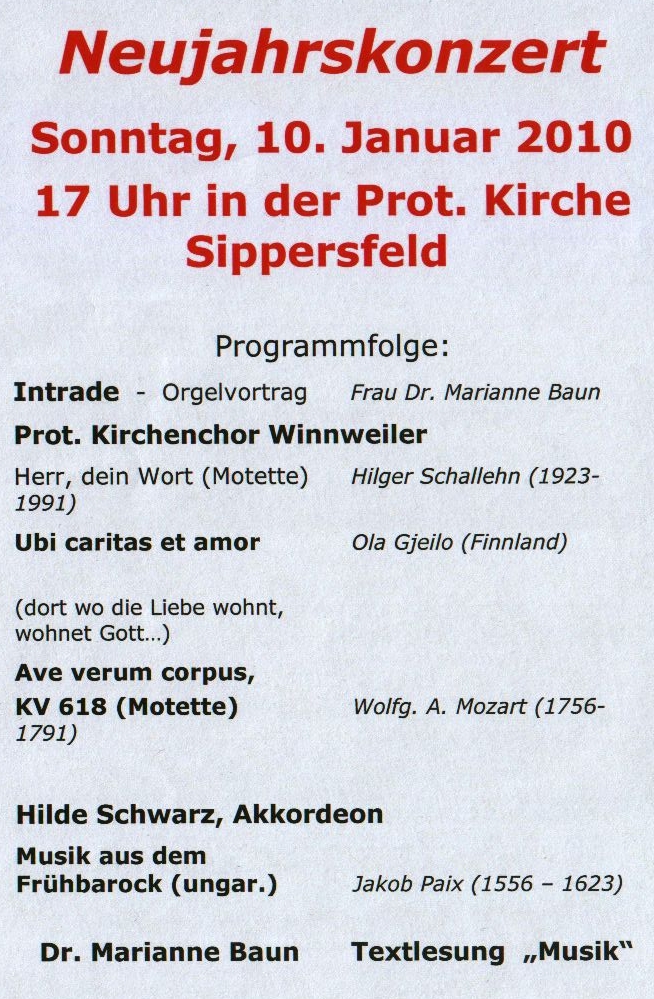 Neujahrskonzert
Sonntag, 10. Januar 2010
17 Uhr in der Prot. Kirche
Sippersfeld
Programmfolge:
Intrade - Orgelvortrag Frau Dr. Marianne Baun
Prot. Kirchenchor Winnweiler
Herr, dein Wort (Motette) Hilger Schallehn (1923-
1991)
Ubi caritas et amor Ola Gjeilo (Finnland)
(dort wo die Liebe wohnt,
wohnet Gott…)
Ave verum corpus,
KV 618 (Motette) Wolfg. A. Mozart (1756-
1791)
Hilde Schwarz, Akkordeon
Musik aus dem
Frühbarock (ungar.) Jakob Paix (1556 – 1623)
Dr. Marianne Baun Textlesung „Musik“